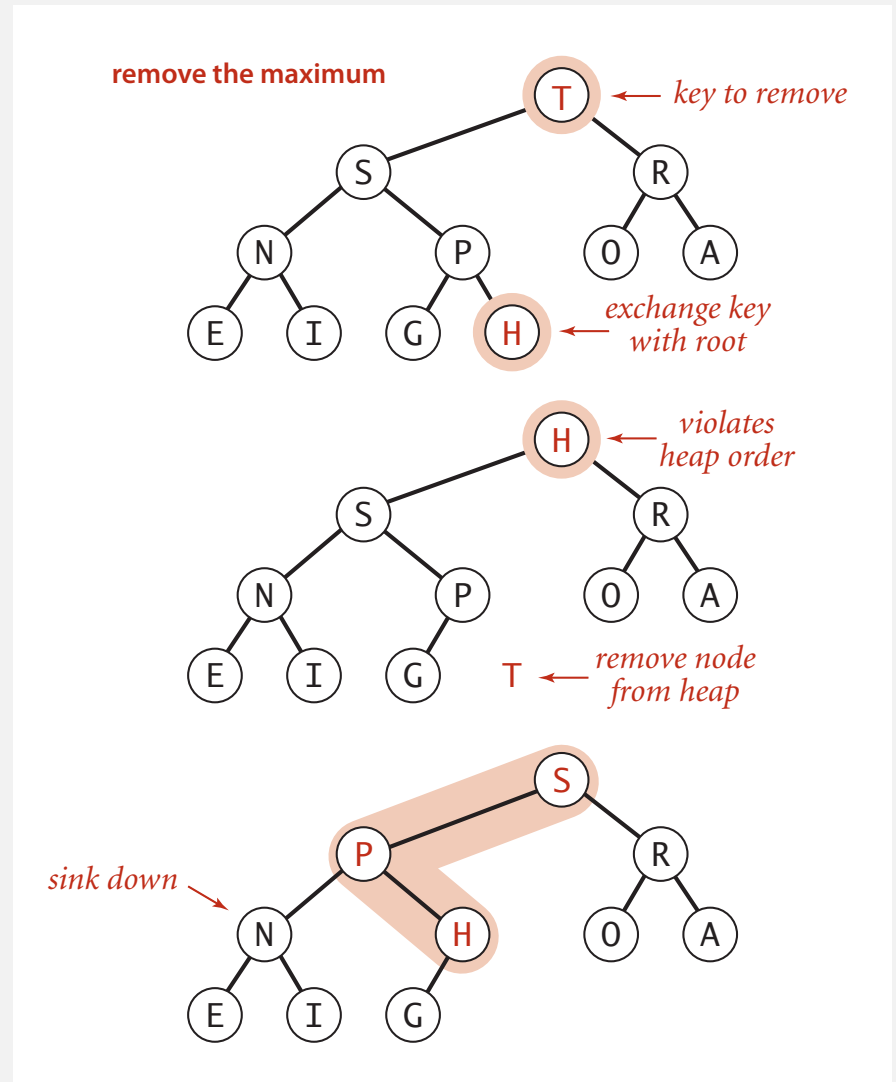 remove the maximum
T
key to remove
S
R
N
P
O
A
E
I
G
H
exchange key
with root
H
violates
heap order
S
R
N
P
O
A
E
I
G
T
remove node
from heap
S
P
R
sink down
N
H
O
A
E
I
G